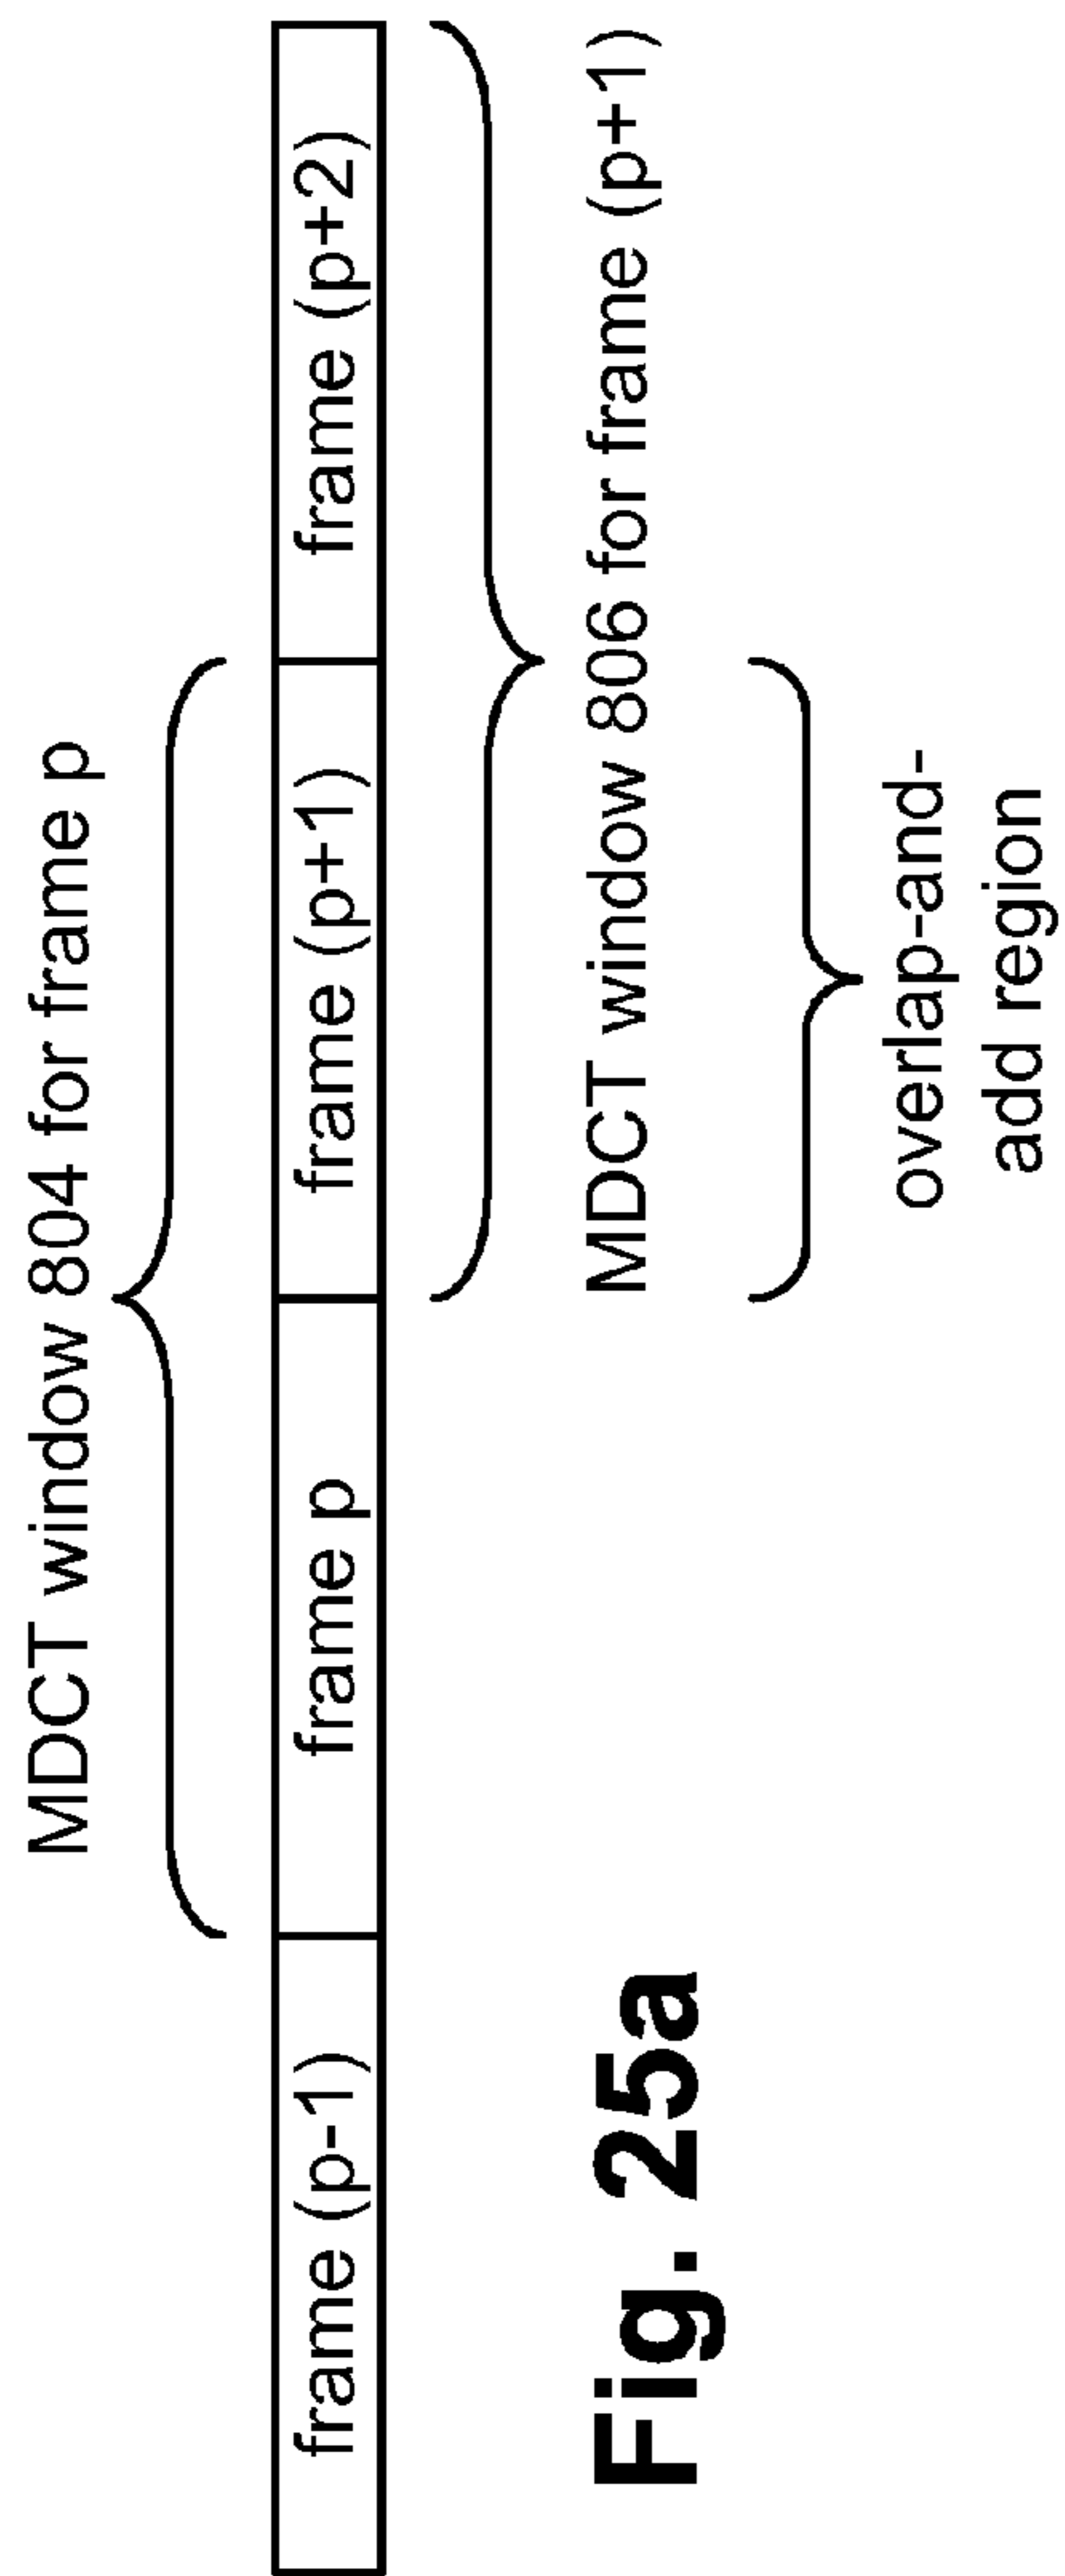 MDCT window 804 for frame p
frame (p-1)
frame p
frame (p+1)
frame (p+2)
MDCT window 806 for frame (p+1)
overlap-and-
add region
Fig. 25a